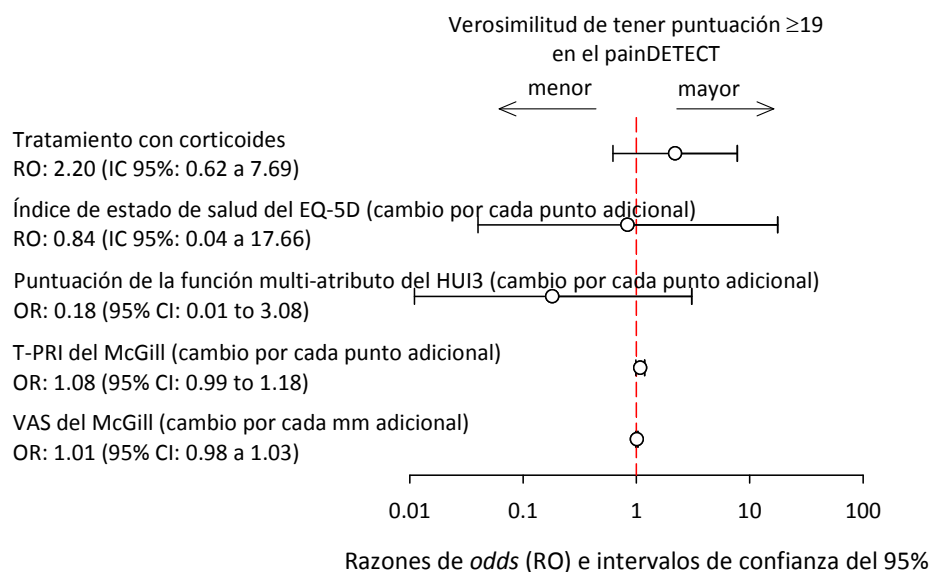 Verosimilitud de tener puntuación ≥19
en el painDETECT
menor mayor
Tratamiento con corticoides
RO: 2.20 (IC 95%: 0.62 a 7.69)
Índice de estado de salud del EQ-5D (cambio por cada punto adicional)
RO: 0.84 (IC 95%: 0.04 a 17.66)
Puntuación de la función multi-atributo del HUI3 (cambio por cada punto adicional)
OR: 0.18 (95% CI: 0.01 to 3.08)
T-PRI del McGill (cambio por cada punto adicional)
OR: 1.08 (95% CI: 0.99 to 1.18)
VAS del McGill (cambio por cada mm adicional)
OR: 1.01 (95% CI: 0.98 a 1.03)
0.01 0.1 1 10 100
Razones de odds (RO) e intervalos de confianza del 95%